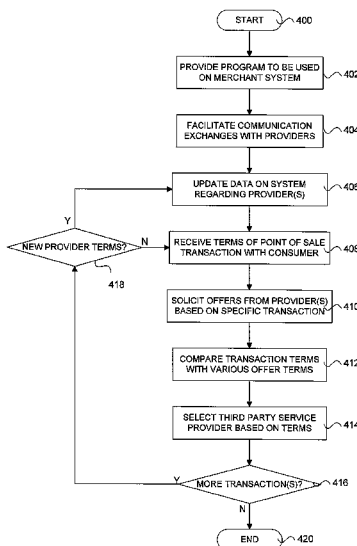 START
400
PROVIDE PROGRAM TO BE USED
ON MERCHANT SYSTEM
402
FACILITATE COMMUNICATION
EXCHANGES WITH PROVIDERS
404
UPDATE DATA ON SYSTEM
REGARDING PROVIDER(S)
Y
NEW PROVIDER TERMS?
N
418
RECEIVE TERMS OF POINT OF SALE
TRANSACTION WITH CONSUMER
SOLICIT OFFERS FROM PROVIDER(S)
BASED ON SPECIFIC TRANSACTION
410
COMPARE TRANSACTION TERMS
WITH VARIOUS OFFER TERMS
412
SELECT THIRD PARTY SERVICE
PROVIDER BASED ON TERMS
414
Y
MORE TRANSACTION(S)?
416
N
END
420